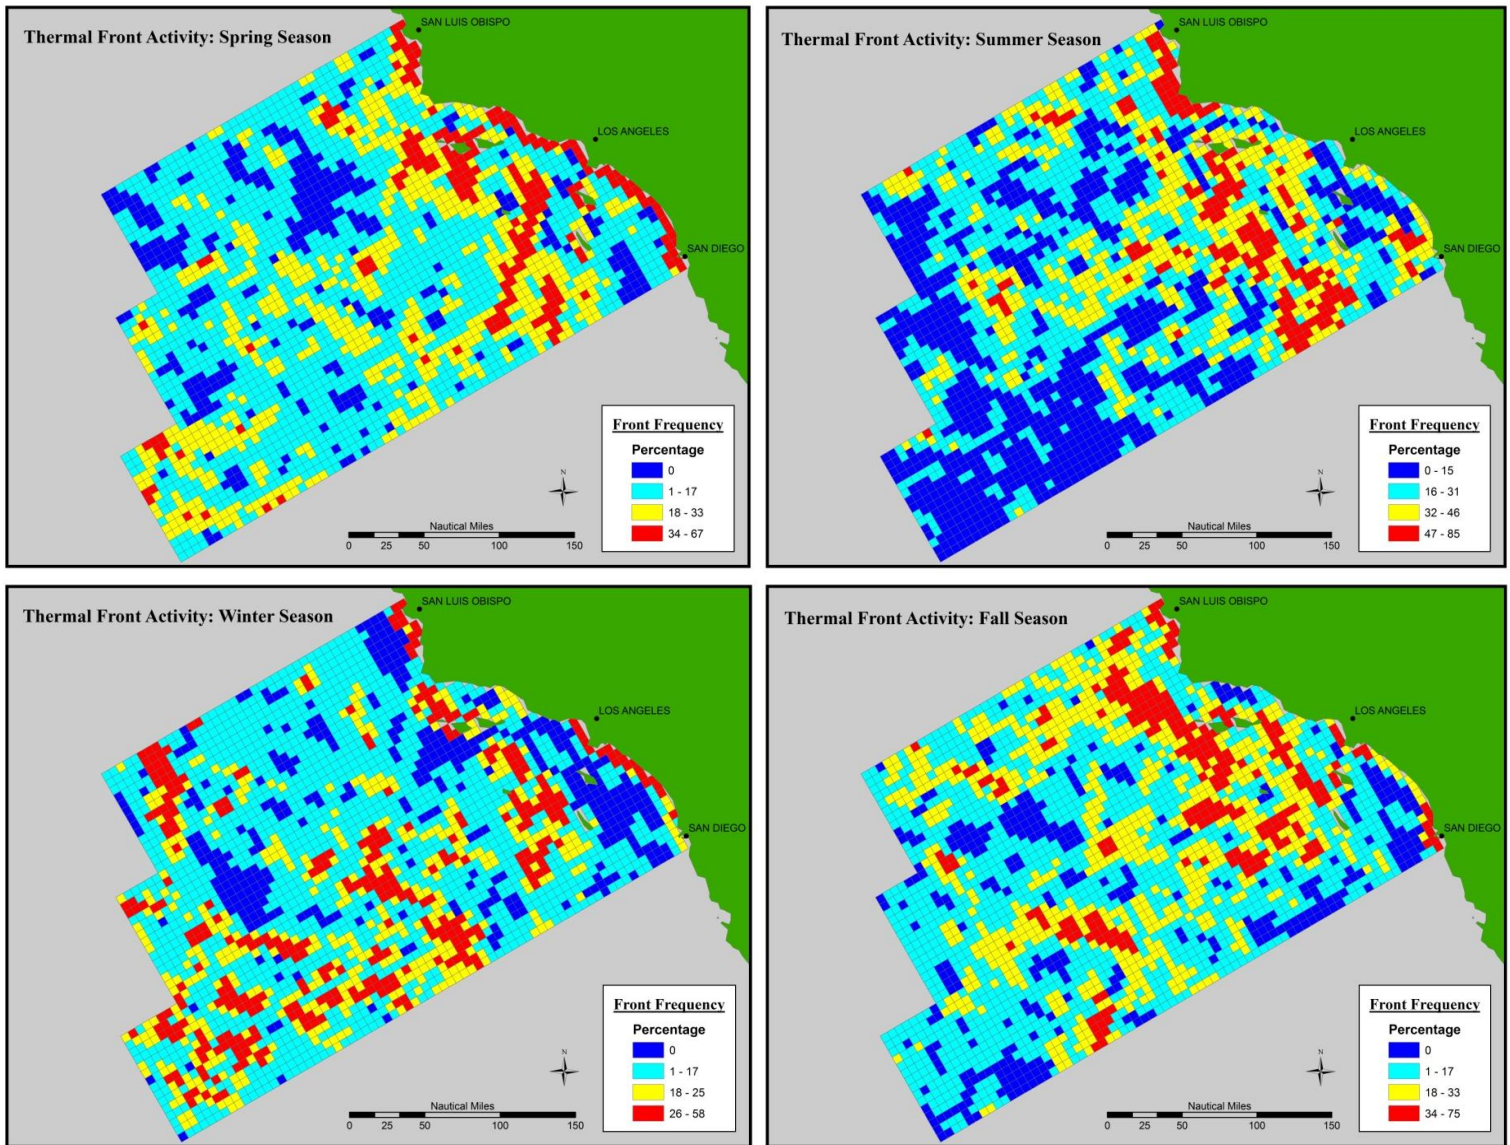 Thermal Front Activity: Spring Season
SAN LUIS OBISPO
LOS ANGELES
SAN DIEGO
Front Frequency
Percentage
0
1 - 17
18 - 33
34 - 67
N
Nautical Miles
0 25 50 100 150
Thermal Front Activity: Summer Season
SAN LUIS OBISPO
LOS ANGELES
SAN DIEGO
Front Frequency
Percentage
0 - 15
16 - 31
32 - 46
47 - 85
N
Nautical Miles
0 25 50 100 150
Thermal Front Activity: Winter Season
SAN LUIS OBISPO
LOS ANGELES
SAN DIEGO
Front Frequency
Percentage
0
1 - 17
18 - 25
26 - 58
N
Nautical Miles
0 25 50 100 150
Thermal Front Activity: Fall Season
SAN LUIS OBISPO
LOS ANGELES
SAN DIEGO
Front Frequency
Percentage
0
1 - 17
18 - 33
34 - 75
N
Nautical Miles
0 25 50 100 150